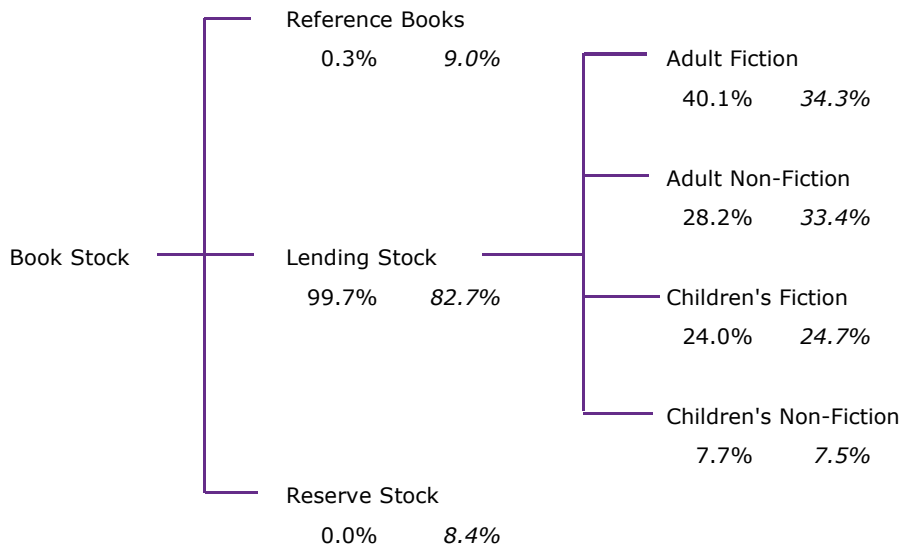 Reference Books
0.3% 9.0%
Adult Fiction
40.1% 34.3%
Adult Non-Fiction
28.2% 33.4%
Book Stock
Lending Stock
99.7% 82.7%
Children's Fiction
24.0% 24.7%
Children's Non-Fiction
7.7% 7.5%
Reserve Stock
0.0% 8.4%